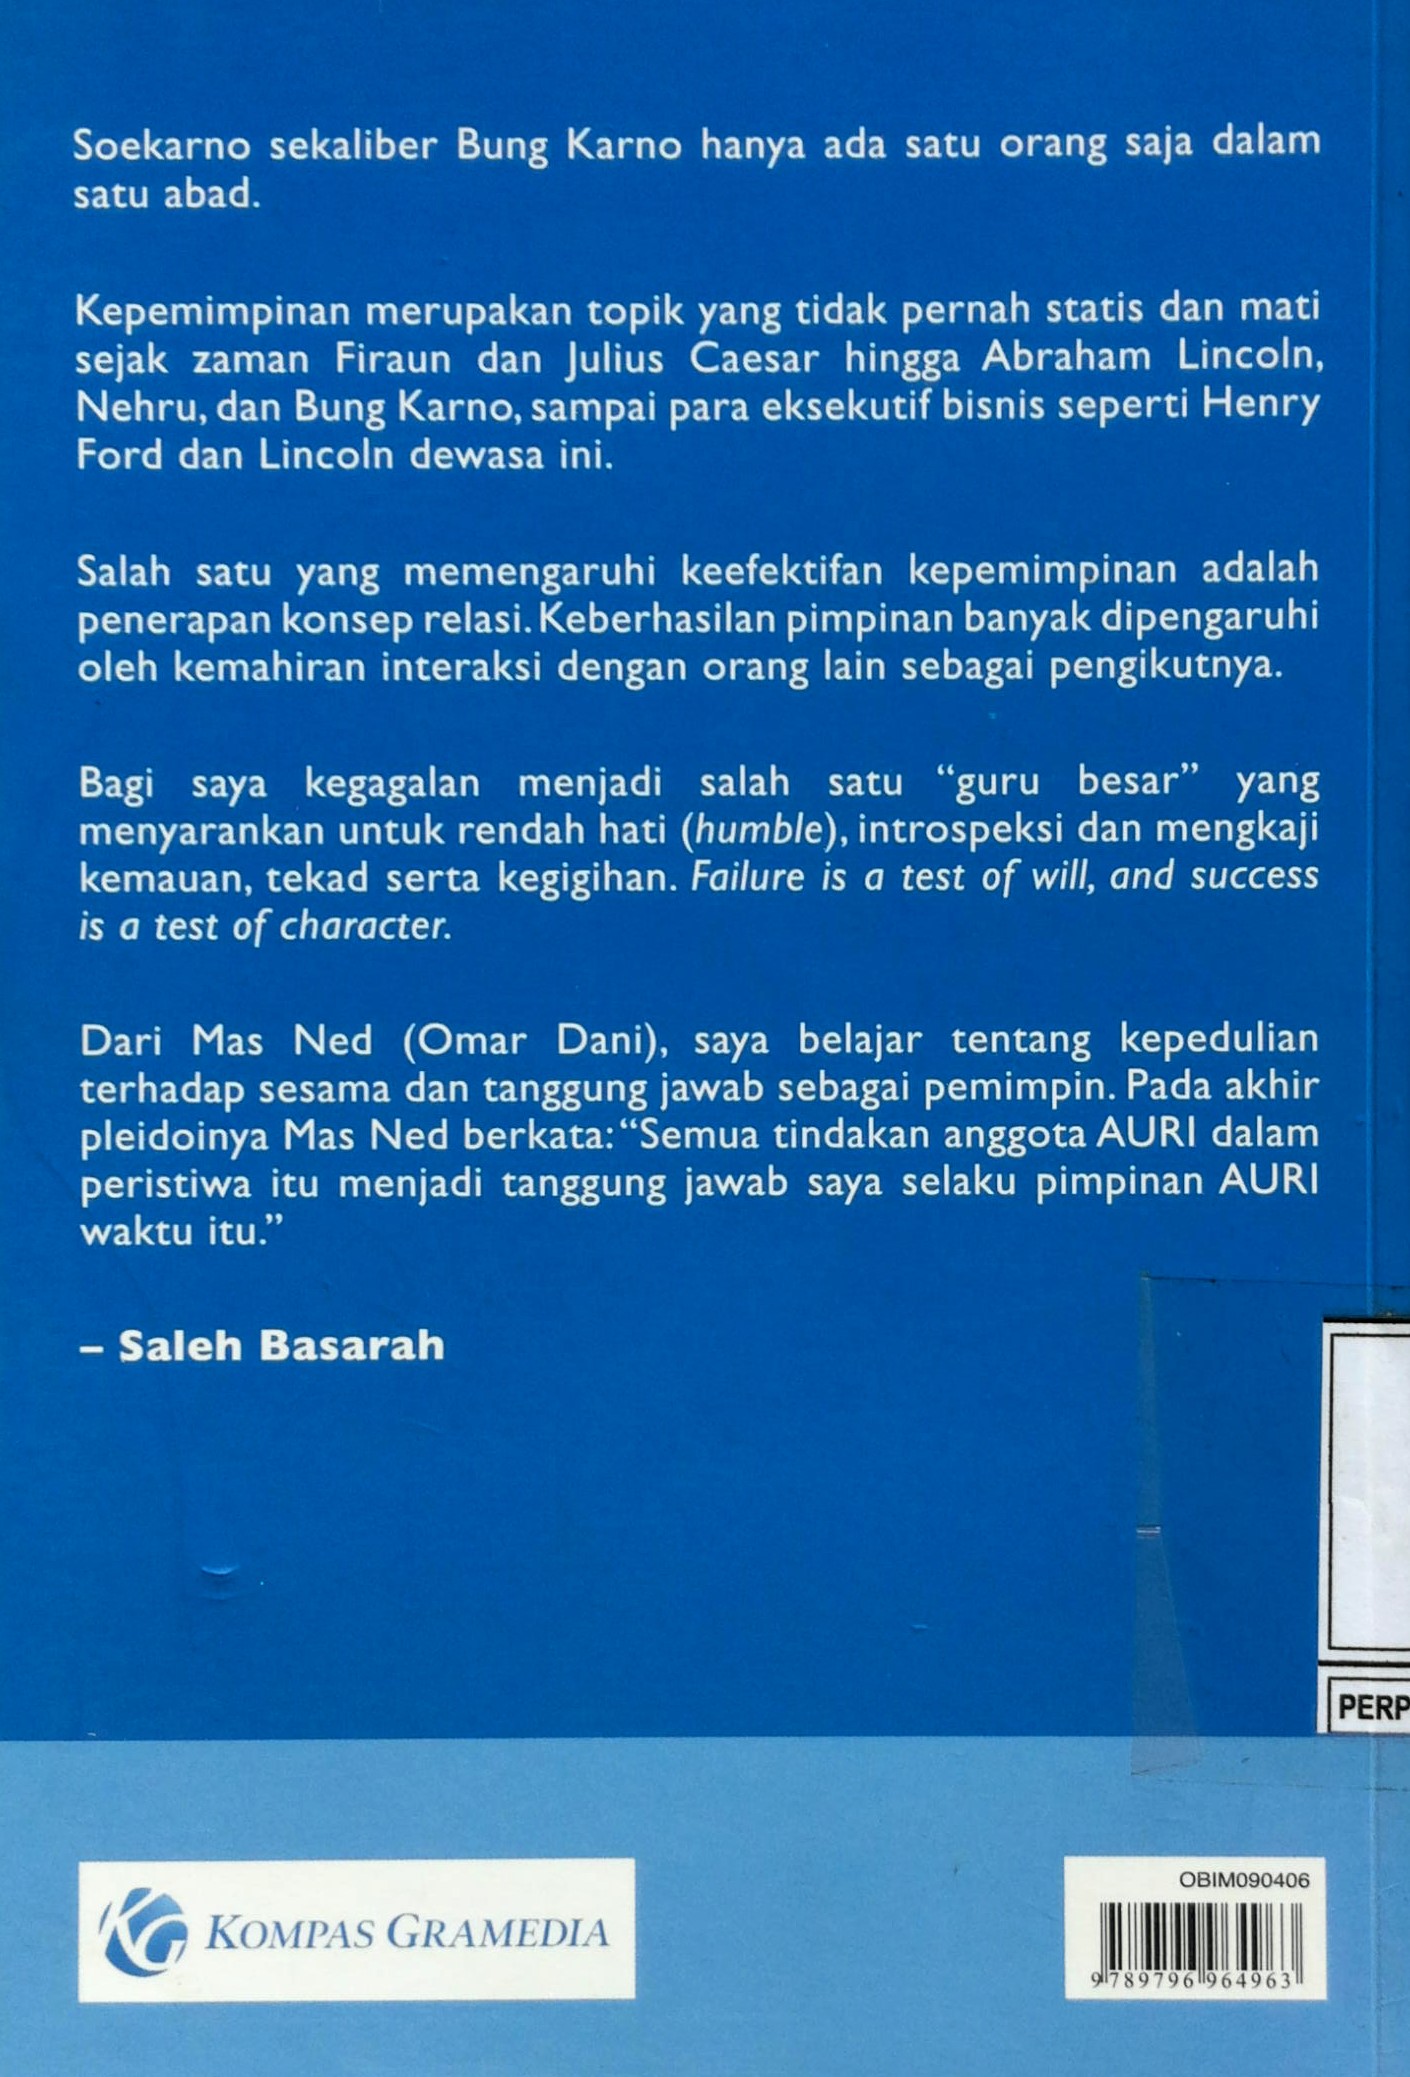 Soekarno sekaliber Bung Karno hanya ada satu orang saja dalam
satu abad.
Kepemimpinan merupakan topik yang tidak pernah statis dan mati
sejak zaman Firaun dan Julius Caesar hingga Abraham Lincoln,
Nehru, dan Bung Karno, sampai para eksekutif bisnis seperti Henry
Ford dan Lincoln dewasa ini.
Salah satu yang memengaruhi keefektifan kepemimpinan adalah
penerapan konsep relasi. Keberhasilan pimpinan banyak dipengaruhi
oleh kemahiran interaksi dengan orang lain sebagai pengikutnya.
Bagi saya kegagalan menjadi salah satu “guru besar” yang
menyarankan untuk rendah hati (humble), introspeksi dan mengkaji
kemauan, tekad serta kegigihan. Failure is a test of will, and success
is a test of character.
Dari Mas Ned (Omar Dani), saya belajar tentang kepedulian
terhadap sesama dan tanggung jawab sebagai pemimpin. Pada akhir
pleidoinya Mas Ned berkata: “Semua tindakan anggota AURI dalam
peristiwa itu menjadi tanggung jawab saya selaku pimpinan AURI
waktu itu.”
– Saleh Basarah
PERP
KG KOMPAS GRAMEDIA
OBIM090406
9 789796 964963